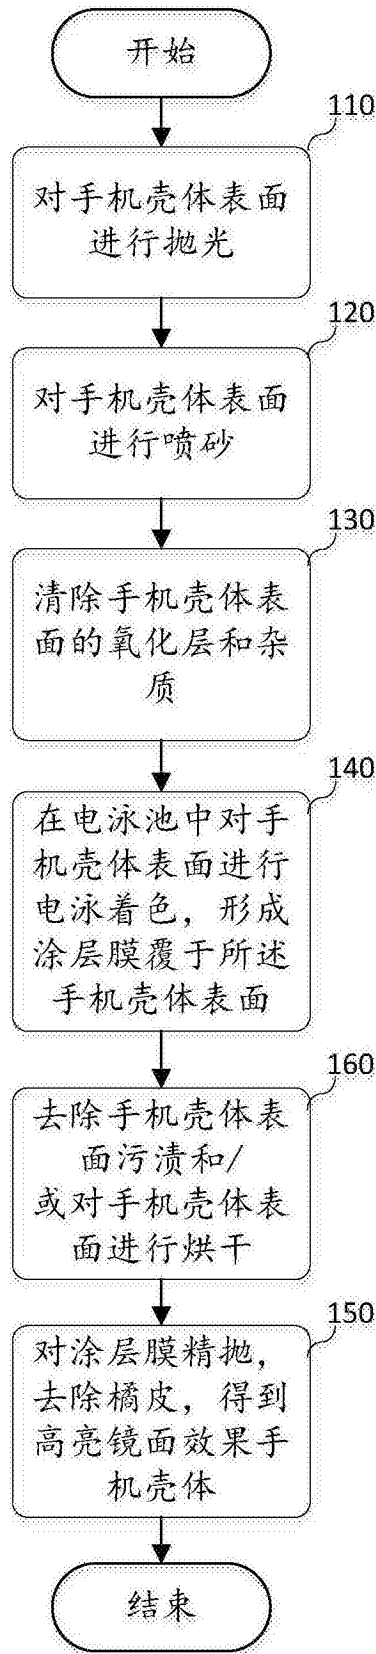 开始
110
对手机壳体表面
进行抛光
120
对手机壳体表面
进行喷砂
130
清除手机壳体表
面的氧化层和杂
质
140
在电泳池中对手
机壳体表面进行
电泳着色，形成
涂层膜覆于所述
手机壳体表面
160
去除手机壳体表
面污渍和/
或对手机壳体表
面进行烘干
150
对涂层膜精抛，
去除橘皮，得到
高亮镜面效果手
机壳体
结束